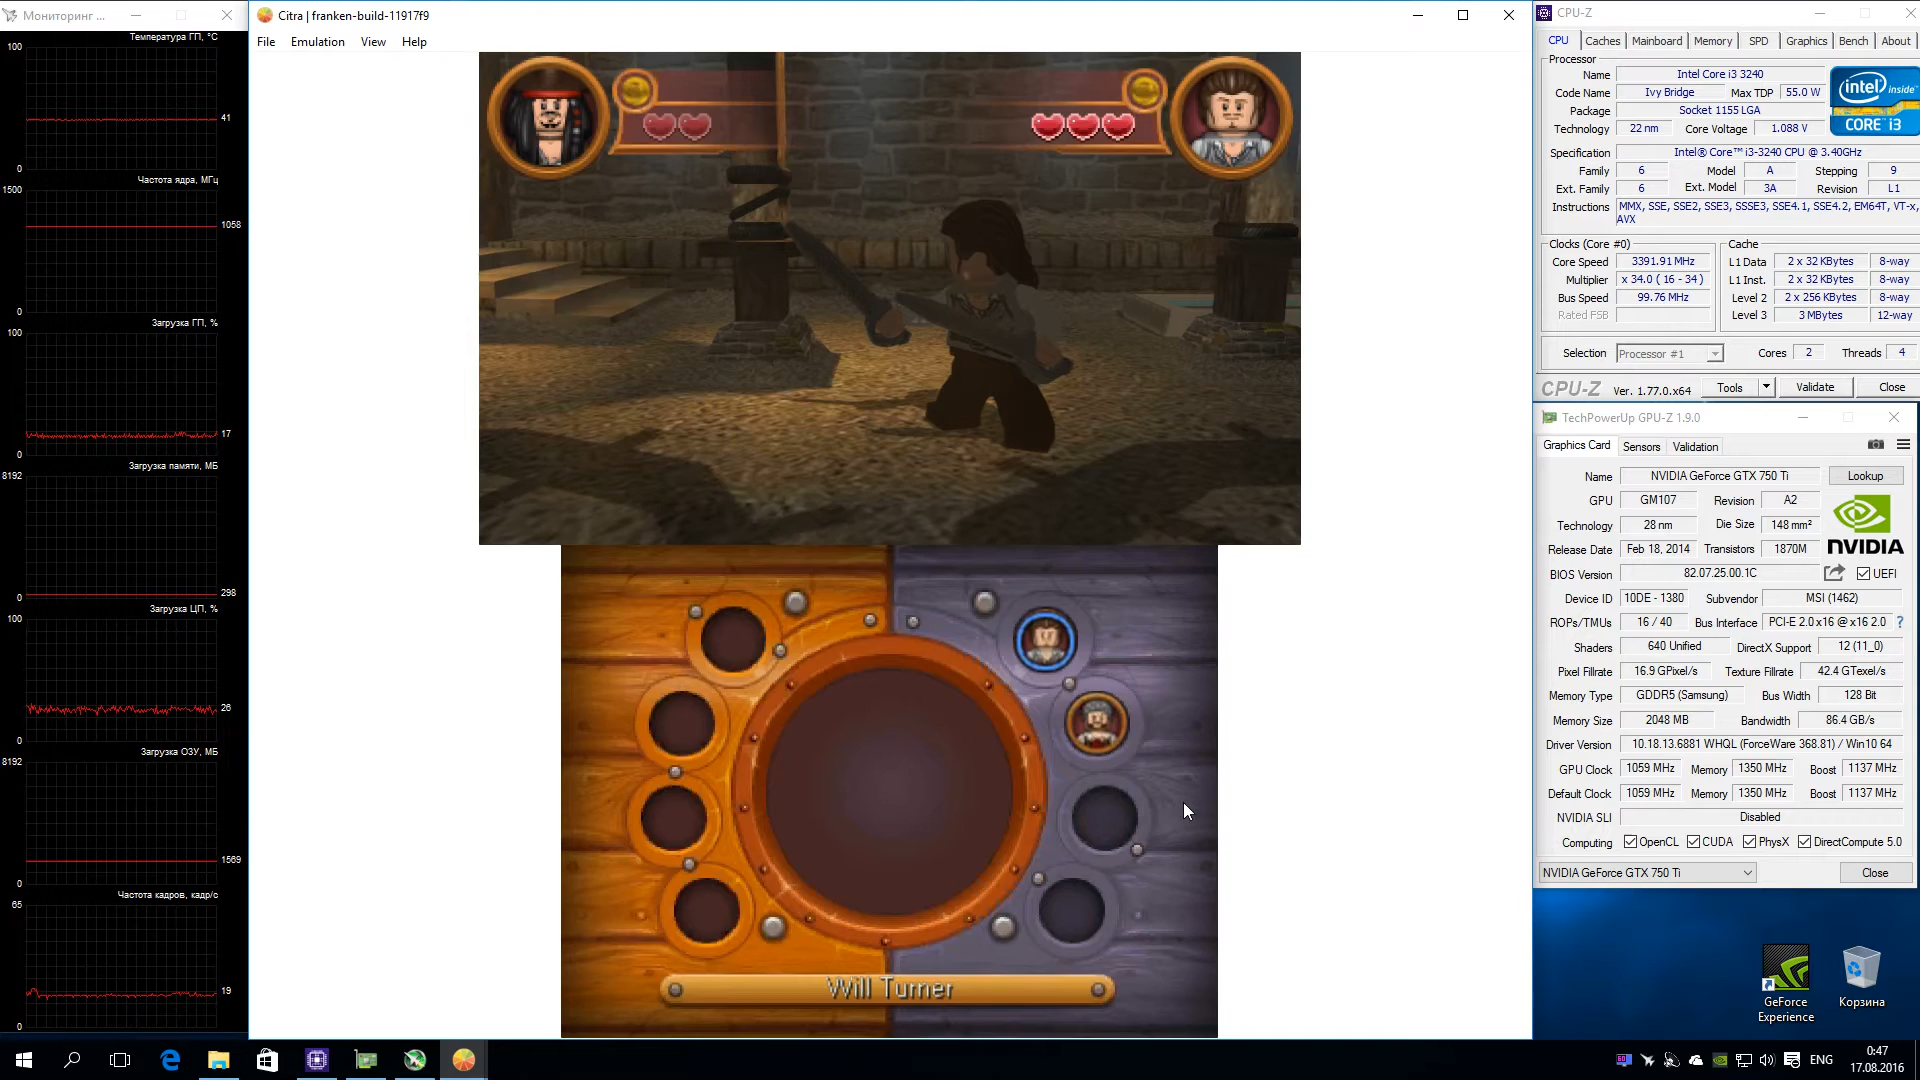 Мониторинг ...
Температура ГП, °C
100
41
0
Частота ядра, МГц
1500
1058
0
Загрузка ГП, %
100
17
0
Загрузка памяти, МБ
8192
298
0
Загрузка ЦП, %
100
26
0
Загрузка ОЗУ, МБ
8192
1569
0
Частота кадров, кадр/с
65
19
0
Citra | franken-build-11917f9
File Emulation View Help
Will Turner
CPU-Z
CPU Caches Mainboard Memory SPD Graphics Bench About
Processor
Name Intel Core i3 3240
Code Name Ivy Bridge Max TDP 55.0 W
Package Socket 1155 LGA
Technology 22 nm Core Voltage 1.088 V
intel inside™
CORE i3
Specification Intel® Core™ i3-3240 CPU @ 3.40GHz
Family 6 Model A Stepping 9
Ext. Family 6 Ext. Model 3A Revision L1
Instructions MMX, SSE, SSE2, SSE3, SSSE3, SSE4.1, SSE4.2, EM64T, VT-x,
AVX
Clocks (Core #0) Cache
Core Speed 3391.91 MHz L1 Data 2 x 32 KBytes 8-way
Multiplier x 34.0 ( 16 - 34 ) L1 Inst. 2 x 32 KBytes 8-way
Bus Speed 99.76 MHz Level 2 2 x 256 KBytes 8-way
Rated FSB Level 3 3 MBytes 12-way
Selection Processor #1 Cores 2 Threads 4
CPU-Z Ver. 1.77.0.x64 Tools Validate Close
TechPowerUp GPU-Z 1.9.0
Graphics Card Sensors Validation
Name NVIDIA GeForce GTX 750 Ti Lookup
GPU GM107 Revision A2
Technology 28 nm Die Size 148 mm²
Release Date Feb 18, 2014 Transistors 1870M
NVIDIA
BIOS Version 82.07.25.00.1C UEFI
Device ID 10DE - 1380 Subvendor MSI (1462)
ROPs/TMUs 16 / 40 Bus Interface PCI-E 2.0 x16 @ x16 2.0 ?
Shaders 640 Unified DirectX Support 12 (11_0)
Pixel Fillrate 16.9 GPixel/s Texture Fillrate 42.4 GTexel/s
Memory Type GDDR5 (Samsung) Bus Width 128 Bit
Memory Size 2048 MB Bandwidth 86.4 GB/s
Driver Version 10.18.13.6881 WHQL (ForceWare 368.81) / Win10 64
GPU Clock 1059 MHz Memory 1350 MHz Boost 1137 MHz
Default Clock 1059 MHz Memory 1350 MHz Boost 1137 MHz
NVIDIA SLI Disabled
Computing OpenCL CUDA PhysX DirectCompute 5.0
NVIDIA GeForce GTX 750 Ti Close
GeForce
Experience
Корзина
60
ENG
0:47
17.08.2016